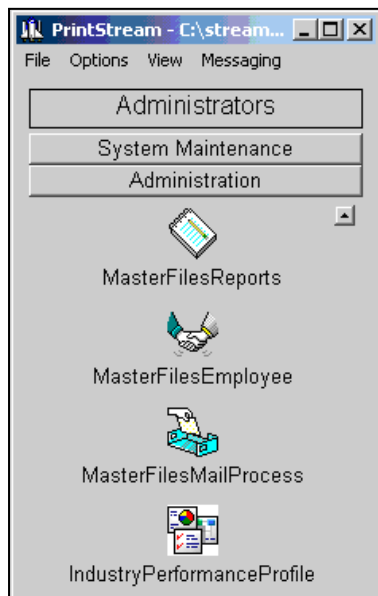 PrintStream - C:\stream...
File Options View Messaging
Administrators
System Maintenance
Administration
MasterFilesReports
MasterFilesEmployee
MasterFilesMailProcess
IndustryPerformanceProfile